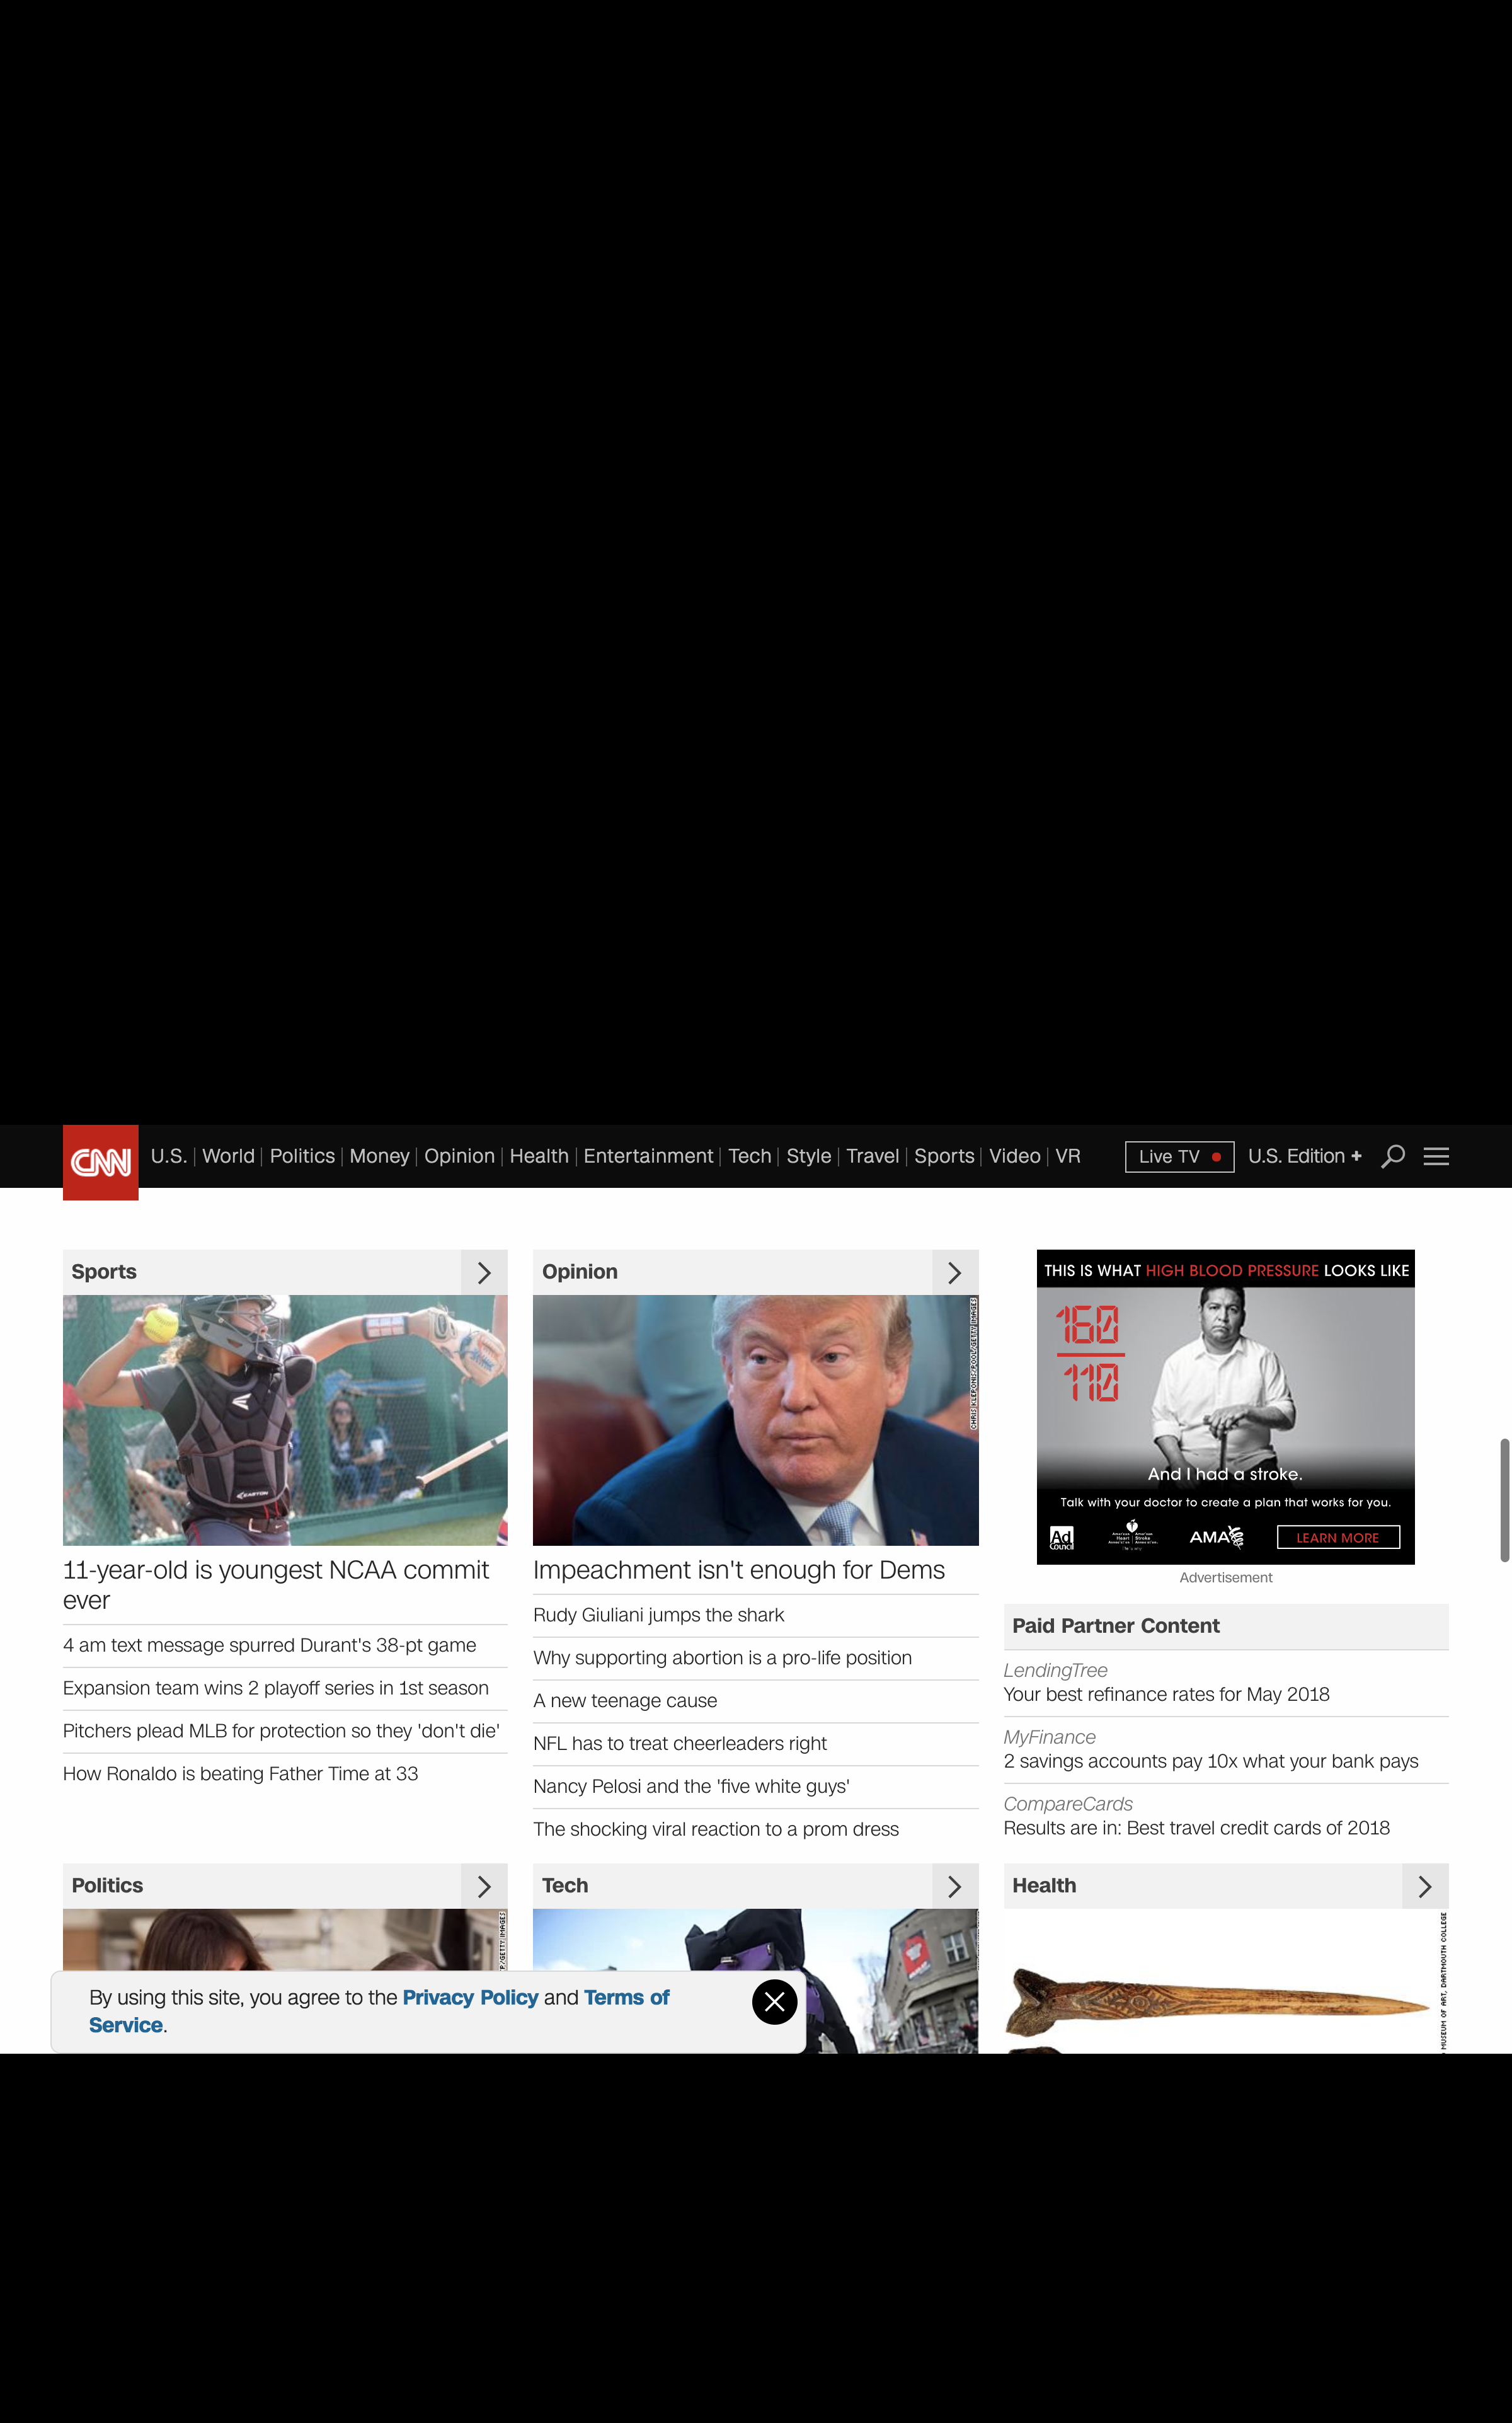 CNN
U.S.
World
Politics
Money
Opinion
Health
Entertainment
Tech
Style
Travel
Sports
Video
VR
Live TV
U.S. Edition +
Sports
EASTON
11-year-old is youngest NCAA commit
ever
4 am text message spurred Durant's 38-pt game
Expansion team wins 2 playoff series in 1st season
Pitchers plead MLB for protection so they 'don't die'
How Ronaldo is beating Father Time at 33
Opinion
CHRIS KLEPONIS/POOL/GETTY IMAGES
Impeachment isn't enough for Dems
Rudy Giuliani jumps the shark
Why supporting abortion is a pro-life position
A new teenage cause
NFL has to treat cheerleaders right
Nancy Pelosi and the 'five white guys'
The shocking viral reaction to a prom dress
THIS IS WHAT HIGH BLOOD PRESSURE LOOKS LIKE
160
110
And I had a stroke.
Talk with your doctor to create a plan that works for you.
Ad
Council
American Heart Association
American Stroke Association
AMA
LEARN MORE
Advertisement
Paid Partner Content
LendingTree
Your best refinance rates for May 2018
MyFinance
2 savings accounts pay 10x what your bank pays
CompareCards
Results are in: Best travel credit cards of 2018
Politics
/GETTY IMAGES
Tech
Health
MUSEUM OF ART, DARTMOUTH COLLEGE
By using this site, you agree to the Privacy Policy and Terms of
Service.